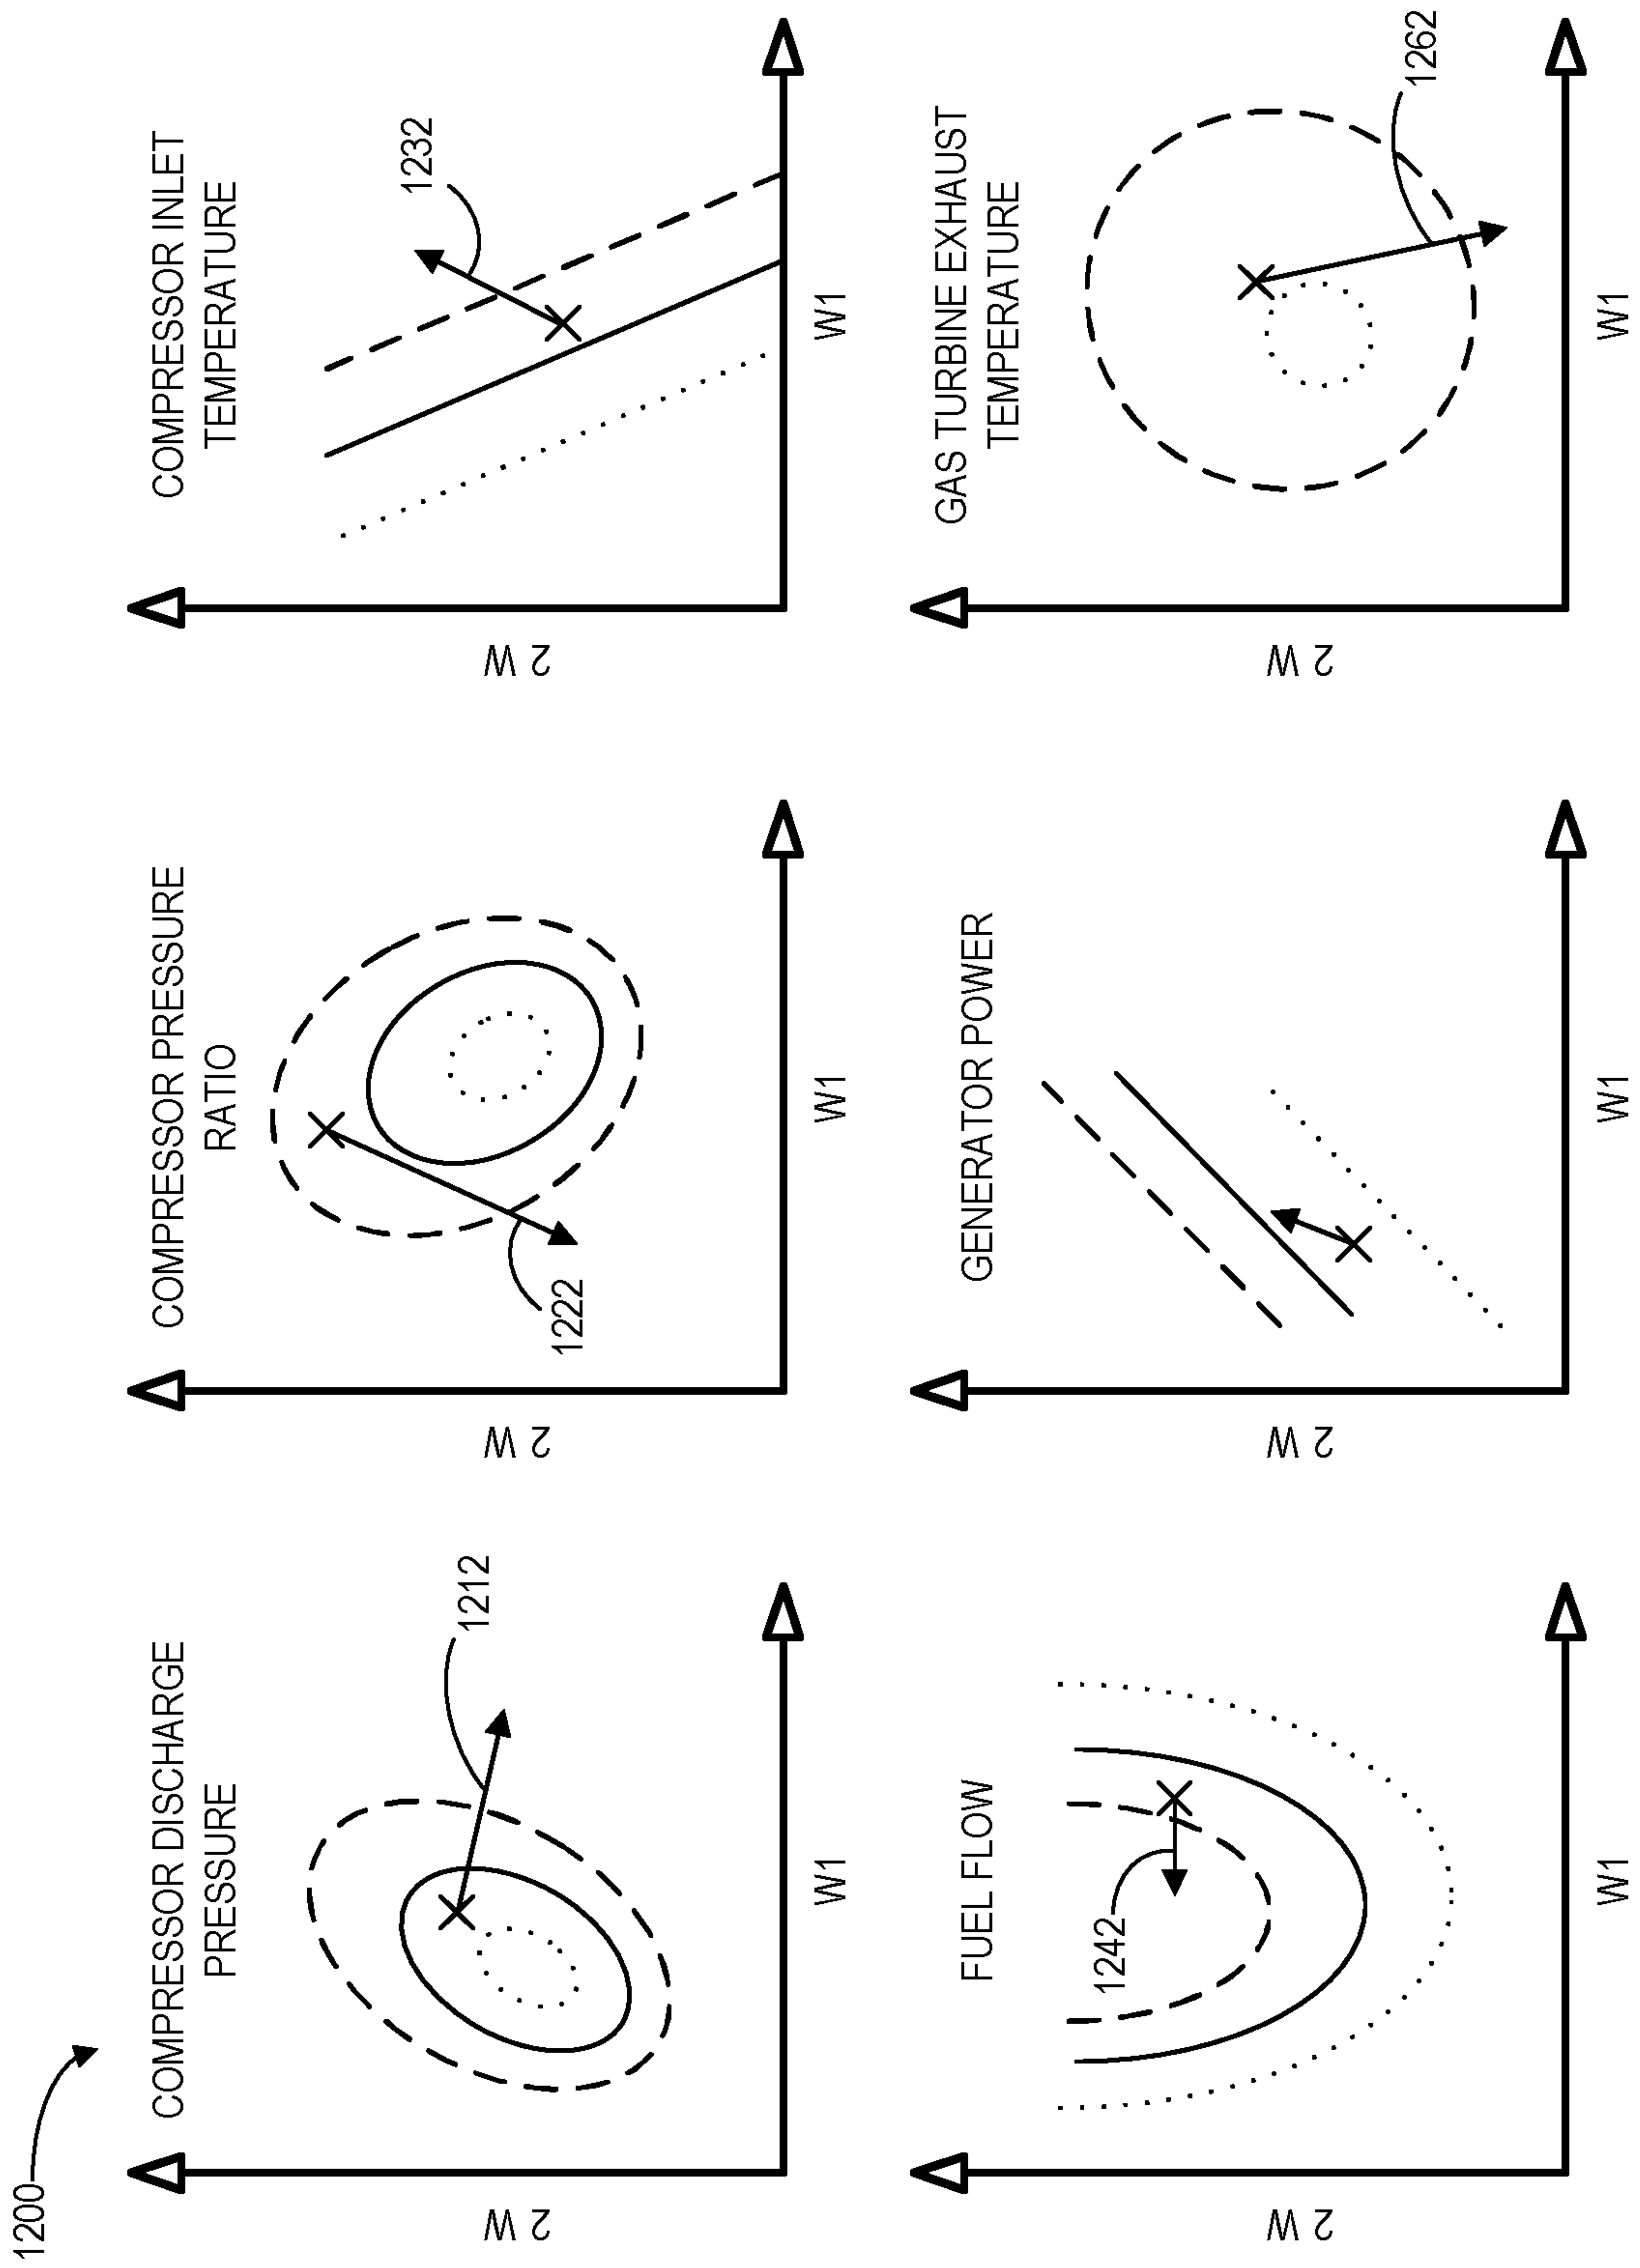 1200
COMPRESSOR DISCHARGE
PRESSURE
2 W
1212
W1
COMPRESSOR PRESSURE
RATIO
2 W
1222
W1
COMPRESSOR INLET
TEMPERATURE
2 W
1232
W1
FUEL FLOW
2 W
1242
W1
GENERATOR POWER
2 W
W1
GAS TURBINE EXHAUST
TEMPERATURE
2 W
1262
W1